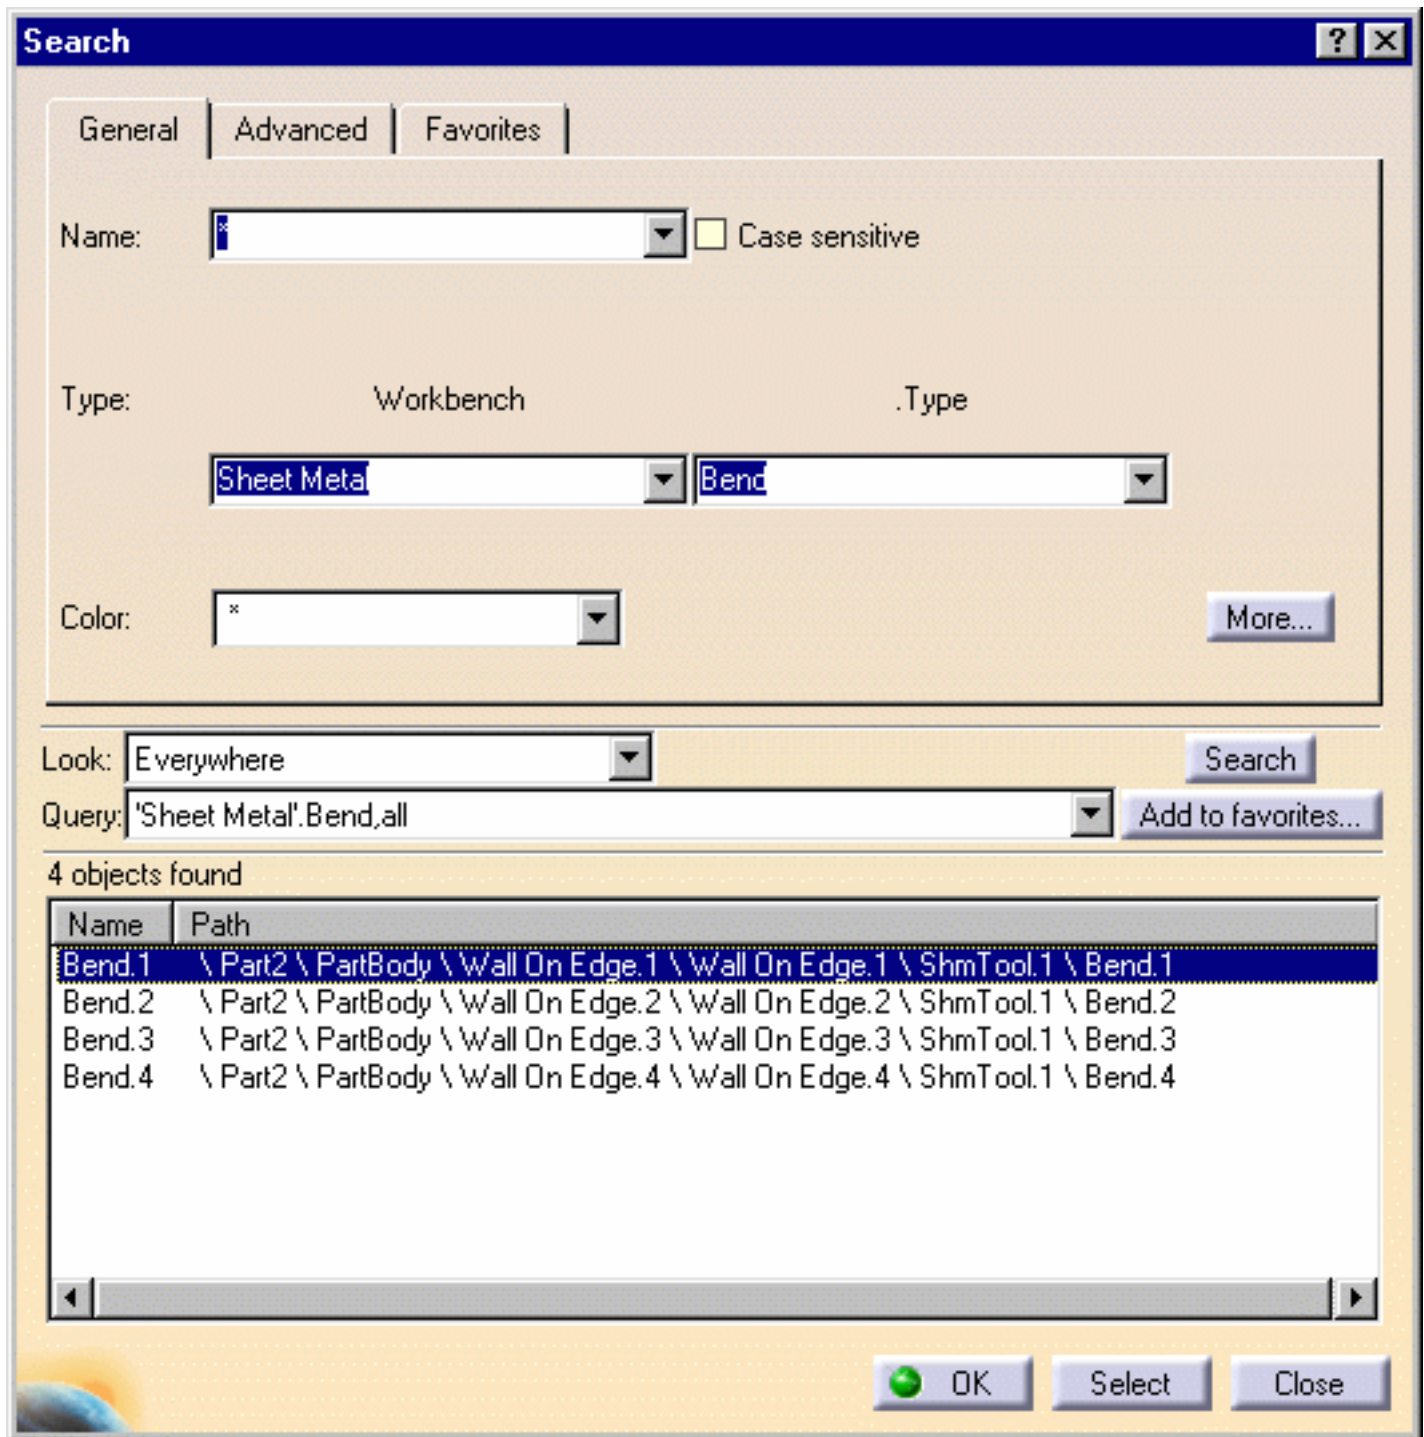 Search
General Advanced Favorites
Name: * Case sensitive
Type: Workbench .Type
Sheet Metal Bend
Color: * More...
Look: Everywhere Search
Query: 'Sheet Metal'.Bend,all Add to favorites...
4 objects found
Name Path
Bend.1 \ Part2 \ PartBody \ Wall On Edge.1 \ Wall On Edge.1 \ ShmTool.1 \ Bend.1
Bend.2 \ Part2 \ PartBody \ Wall On Edge.2 \ Wall On Edge.2 \ ShmTool.1 \ Bend.2
Bend.3 \ Part2 \ PartBody \ Wall On Edge.3 \ Wall On Edge.3 \ ShmTool.1 \ Bend.3
Bend.4 \ Part2 \ PartBody \ Wall On Edge.4 \ Wall On Edge.4 \ ShmTool.1 \ Bend.4
OK Select Close